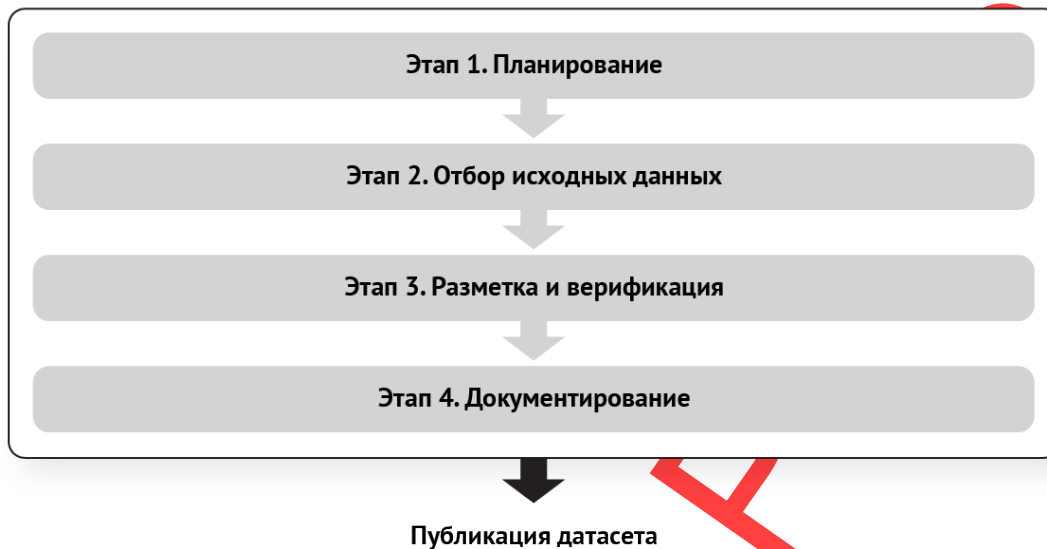 Этап 1. Планирование
Этап 2. Отбор исходных данных
Этап 3. Разметка и верификация
Этап 4. Документирование
Публикация датасета